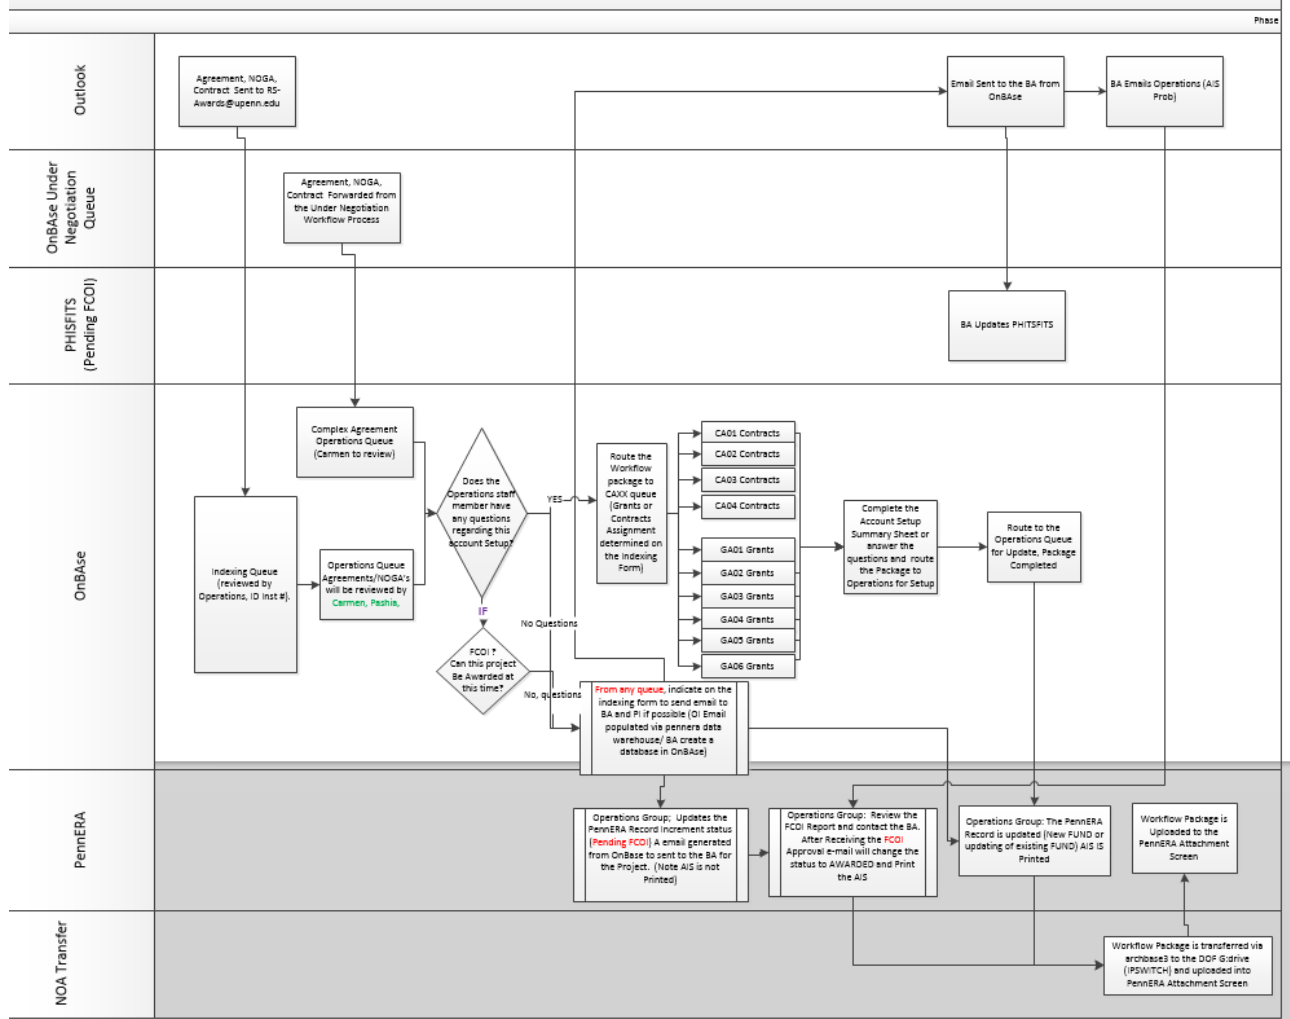 Phase
Outlook
Agreement, NOGA,
Contract Sent to RS-
Awards@upenn.edu
Email Sent to the BA from
OnBAse
BA Emails Operations (AIS
Prob)
OnBAse Under
Negotiation
Queue
Agreement, NOGA,
Contract Forwarded from
the Under Negotiation
Workflow Process
PHISFITS
(Pending FCOI)
BA Updates PHITSFITS
OnBAse
Complex Agreement
Operations Queue
(Carmen to review)
Indexing Queue
(reviewed by
Operations, ID Inst #).
Operations Queue
Agreements/NOGA's
will be reviewed by
Carmen, Pashia,
Does the
Operations staff
member have
any questions
regarding this
account Setup?
YES
IF
No Questions
FCOI ?
Can this project
Be Awarded at
this time?
No, questions
Route the
Workflow
package to
CAXX queue
(Grants or
Contracts
Assignment
determined on
the Indexing
Form)
CA01 Contracts
CA02 Contracts
CA03 Contracts
CA04 Contracts
GA01 Grants
GA02 Grants
GA03 Grants
GA04 Grants
GA05 Grants
GA06 Grants
Complete the
Account Setup
Summary Sheet or
answer the
questions and route
the Package to
Operations for Setup
Route to the
Operations Queue
for Update, Package
Completed
From any queue, indicate on the
indexing form to send email to
BA and PI if possible (OI Email
populated via pennera data
warehouse/ BA create a
database in OnBAse)
PennERA
Operations Group; Updates the
PennERA Record Increment status
(Pending FCOI) A email generated
from OnBase to sent to the BA for
the Project. (Note AIS is not
Printed)
Operations Group: Review the
FCOI Report and contact the BA.
After Receiving the FCOI
Approval e-mail will change the
status to AWARDED and Print
the AIS
Operations Group: The PennERA
Record is updated (New FUND or
updating of existing FUND) AIS IS
Printed
Workflow Package is
Uploaded to the
PennERA Attachment
Screen
NOA Transfer
Workflow Package is transferred via
archbase3 to the DOF G:drive
(IPSWITCH) and uploaded into
PennERA Attachment Screen